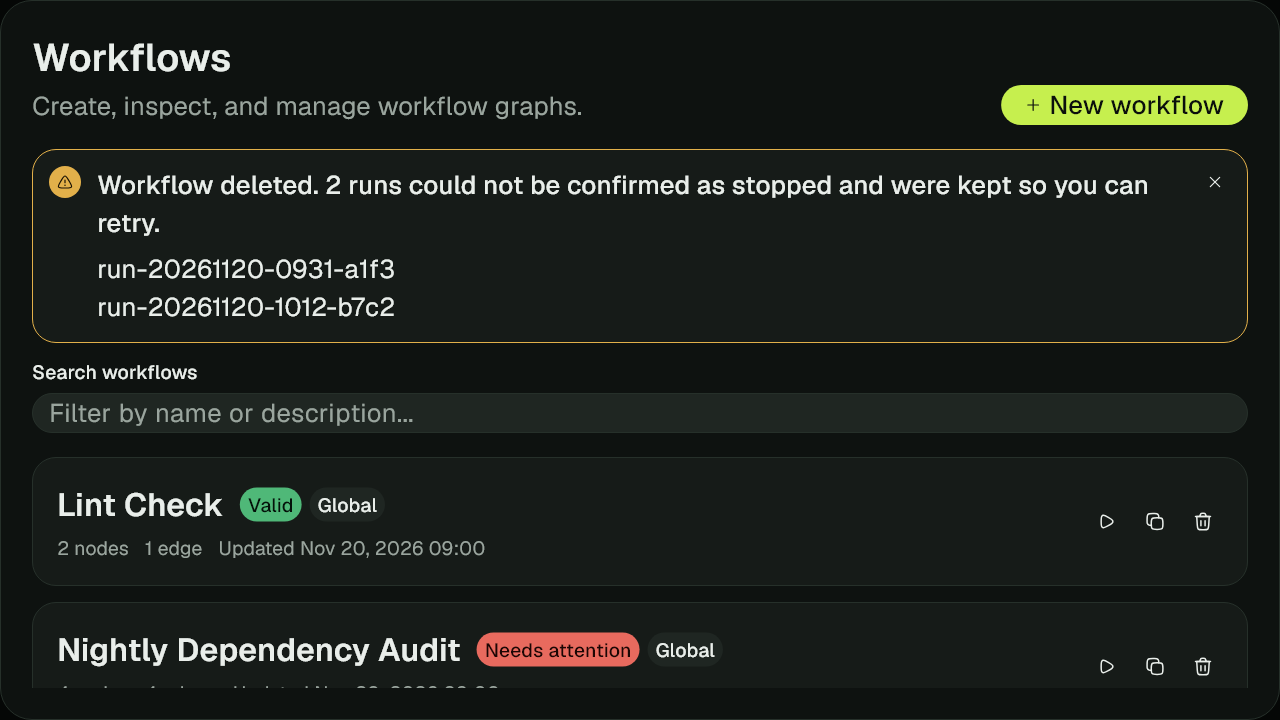 Workflows
Create, inspect, and manage workflow graphs.
+ New workflow
Workflow deleted. 2 runs could not be confirmed as stopped and were kept so you can
retry.
run-20261120-0931-a1f3
run-20261120-1012-b7c2
Search workflows
Filter by name or description...
Lint Check Valid Global
2 nodes 1 edge Updated Nov 20, 2026 09:00
Nightly Dependency Audit Needs attention Global